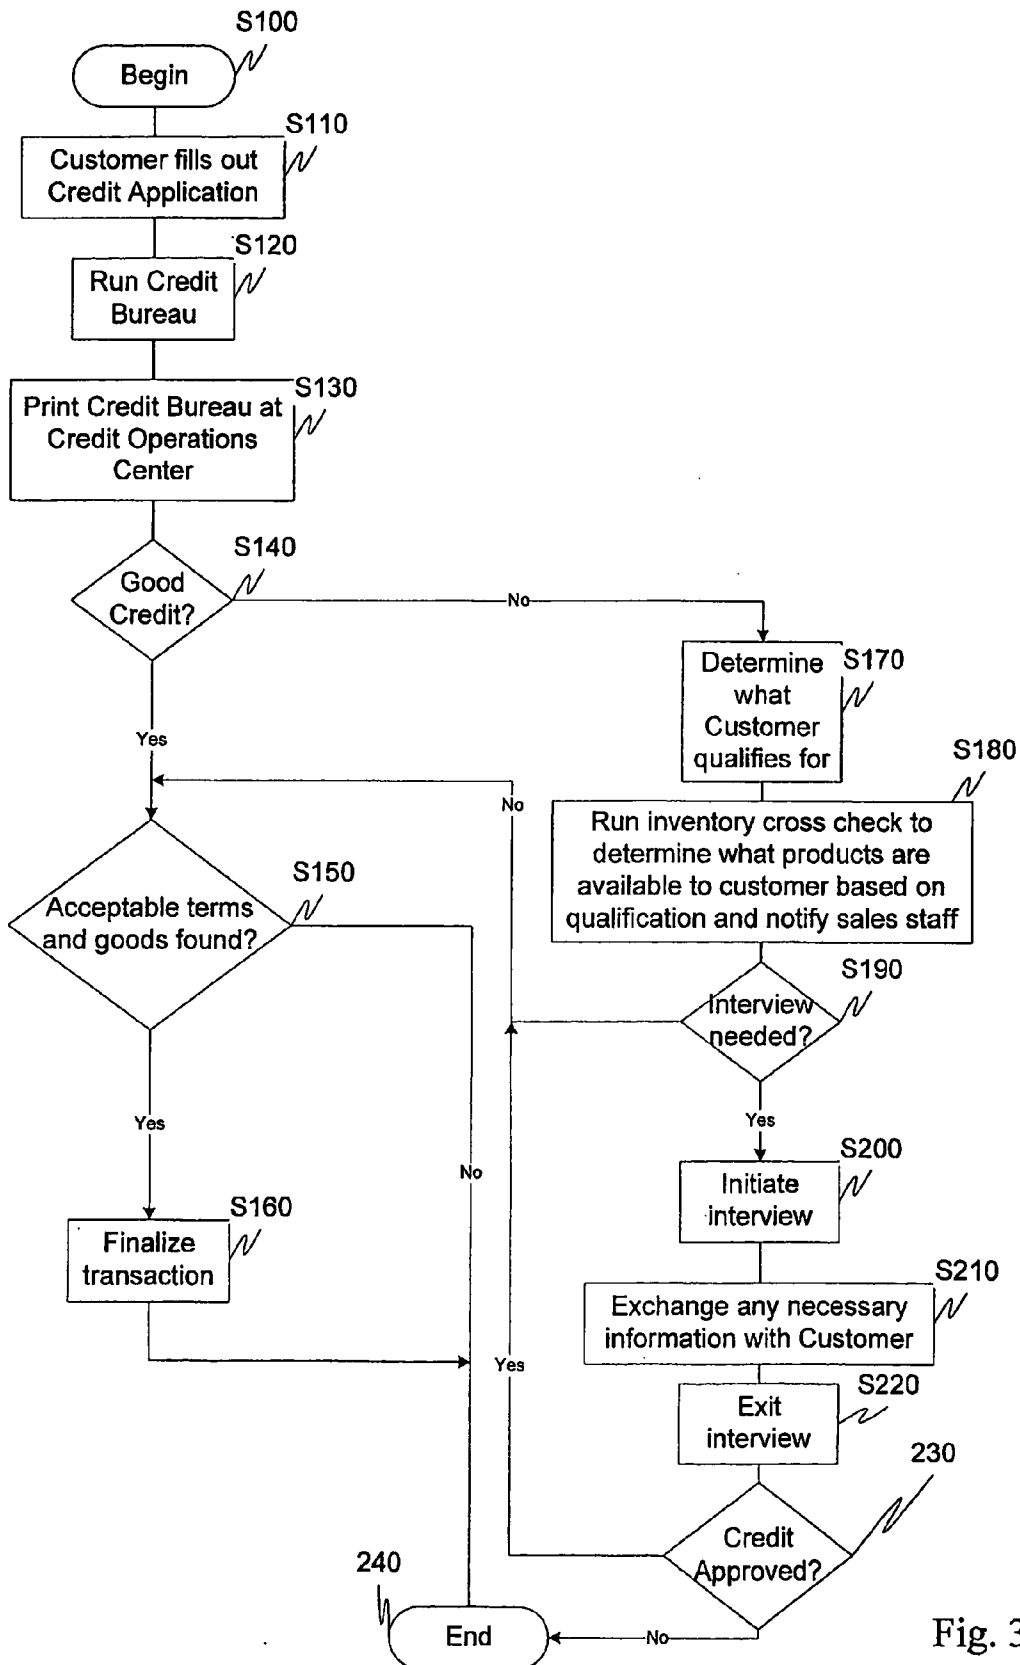 S100
Begin
S110
Customer fills out
Credit Application
S120
Run Credit
Bureau
S130
Print Credit Bureau at
Credit Operations
Center
S140
Good
Credit?
No
Yes
S170
Determine
what
Customer
qualifies for
S180
Run inventory cross check to
determine what products are
available to customer based on
qualification and notify sales staff
No
S150
Acceptable terms
and goods found?
S190
Interview
needed?
Yes
Yes
No
S200
Initiate
interview
S160
Finalize
transaction
S210
Exchange any necessary
information with Customer
Yes
S220
Exit
interview
230
Credit
Approved?
240
End
No
Fig. 3